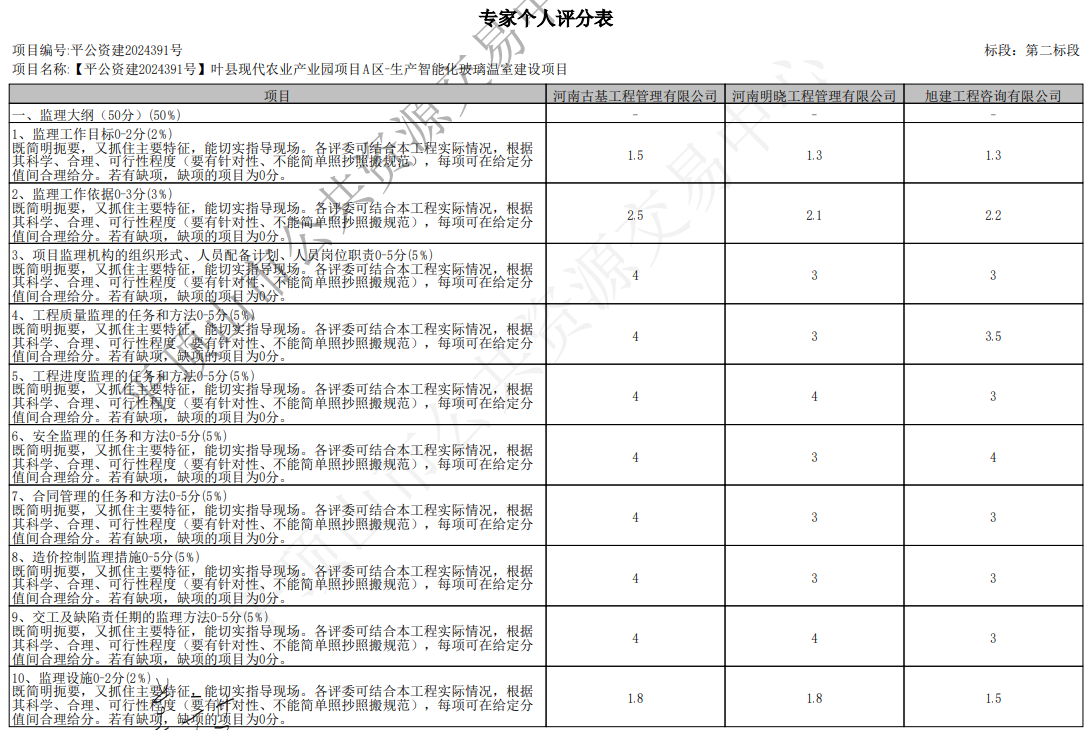 专家个人评分表
项目编号:平公资建2024391号
标段：第二标段
项目名称:【平公资建2024391号】叶县现代农业产业园项目A区-生产智能化玻璃温室建设项目
项目 河南古基工程管理有限公司 河南明晓工程管理有限公司 旭建工程咨询有限公司
一、监理大纲（50分）(50%) - - -
1、监理工作目标0-2分(2%)
既简明扼要，又抓住主要特征，能切实指导现场。各评委可结合本工程实际情况，根据
其科学、合理、可行性程度（要有针对性、不能简单照抄照搬规范），每项可在给定分
值间合理给分。若有缺项，缺项的项目为0分。
1.5 1.3 1.3
2、监理工作依据0-3分(3%)
既简明扼要，又抓住主要特征，能切实指导现场。各评委可结合本工程实际情况，根据
其科学、合理、可行性程度（要有针对性、不能简单照抄照搬规范），每项可在给定分
值间合理给分。若有缺项，缺项的项目为0分。
2.5 2.1 2.2
3、项目监理机构的组织形式、人员配备计划、人员岗位职责0-5分(5%)
既简明扼要，又抓住主要特征，能切实指导现场。各评委可结合本工程实际情况，根据
其科学、合理、可行性程度（要有针对性、不能简单照抄照搬规范），每项可在给定分
值间合理给分。若有缺项，缺项的项目为0分。
4 3 3
4、工程质量监理的任务和方法0-5分(5%)
既简明扼要，又抓住主要特征，能切实指导现场。各评委可结合本工程实际情况，根据
其科学、合理、可行性程度（要有针对性、不能简单照抄照搬规范），每项可在给定分
值间合理给分。若有缺项，缺项的项目为0分。
4 3 3.5
5、工程进度监理的任务和方法0-5分(5%)
既简明扼要，又抓住主要特征，能切实指导现场。各评委可结合本工程实际情况，根据
其科学、合理、可行性程度（要有针对性、不能简单照抄照搬规范），每项可在给定分
值间合理给分。若有缺项，缺项的项目为0分。
4 4 3
6、安全监理的任务和方法0-5分(5%)
既简明扼要，又抓住主要特征，能切实指导现场。各评委可结合本工程实际情况，根据
其科学、合理、可行性程度（要有针对性、不能简单照抄照搬规范），每项可在给定分
值间合理给分。若有缺项，缺项的项目为0分。
4 3 4
7、合同管理的任务和方法0-5分(5%)
既简明扼要，又抓住主要特征，能切实指导现场。各评委可结合本工程实际情况，根据
其科学、合理、可行性程度（要有针对性、不能简单照抄照搬规范），每项可在给定分
值间合理给分。若有缺项，缺项的项目为0分。
4 3 3
8、造价控制监理措施0-5分(5%)
既简明扼要，又抓住主要特征，能切实指导现场。各评委可结合本工程实际情况，根据
其科学、合理、可行性程度（要有针对性、不能简单照抄照搬规范），每项可在给定分
值间合理给分。若有缺项，缺项的项目为0分。
4 3 3
9、交工及缺陷责任期的监理方法0-5分(5%)
既简明扼要，又抓住主要特征，能切实指导现场。各评委可结合本工程实际情况，根据
其科学、合理、可行性程度（要有针对性、不能简单照抄照搬规范），每项可在给定分
值间合理给分。若有缺项，缺项的项目为0分。
4 4 3
10、监理设施0-2分(2%)
既简明扼要，又抓住主要特征，能切实指导现场。各评委可结合本工程实际情况，根据
其科学、合理、可行性程度（要有针对性、不能简单照抄照搬规范），每项可在给定分
值间合理给分。若有缺项，缺项的项目为0分。
1.8 1.8 1.5
平顶山市公共资源交易中
项山市公共资源交易中心